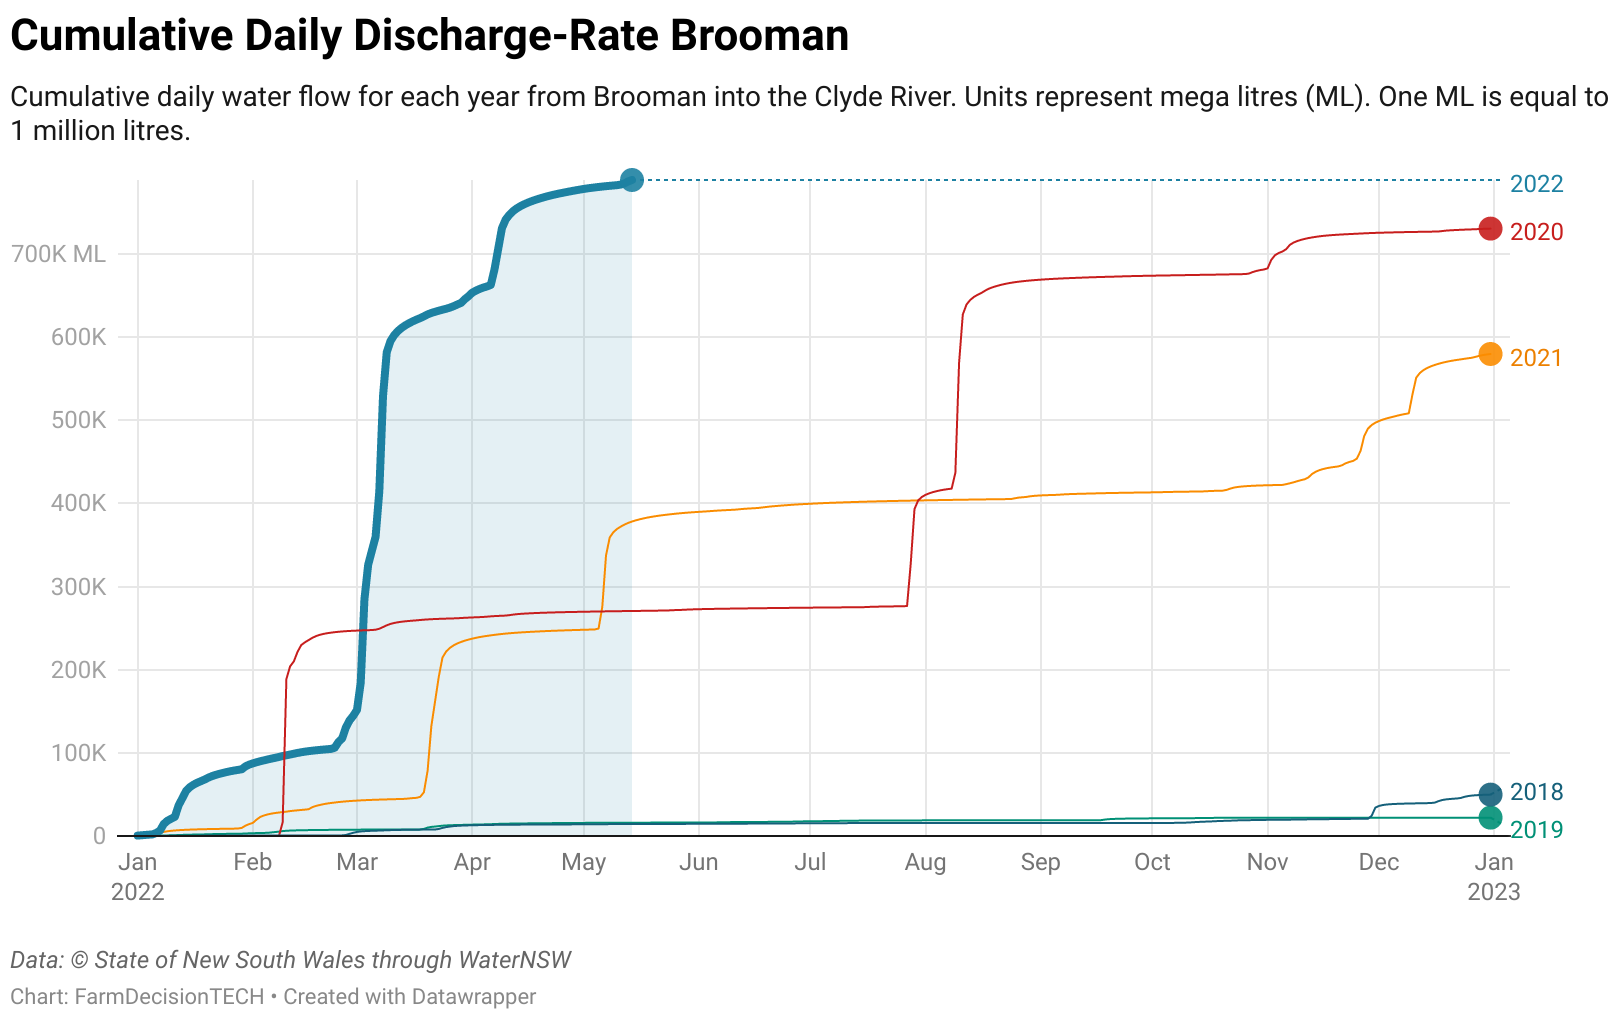 Cumulative Daily Discharge-Rate Brooman
Cumulative daily water flow for each year from Brooman into the Clyde River. Units represent mega litres (ML). One ML is equal to
1 million litres.
2022
2020
700K ML
600K
2021
500K
400K
300K
200K
100K
2018
0
2019
Jan Feb Mar Apr May Jun Jul Aug Sep Oct Nov Dec Jan
2022 2023
Data: © State of New South Wales through WaterNSW
Chart: FarmDecisionTECH • Created with Datawrapper